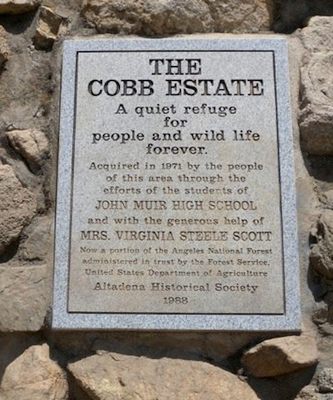 THE
COBB ESTATE
A quiet refuge
for
people and wild life
forever.
Acquired in 1971 by the people
of this area through the
efforts of the students of
JOHN MUIR HIGH SCHOOL
and with the generous help of
MRS. VIRGINIA STEELE SCOTT
Now a portion of the Angeles National Forest
administered in trust by the Forest Service,
United States Department of Agriculture
Altadena Historical Society
1988